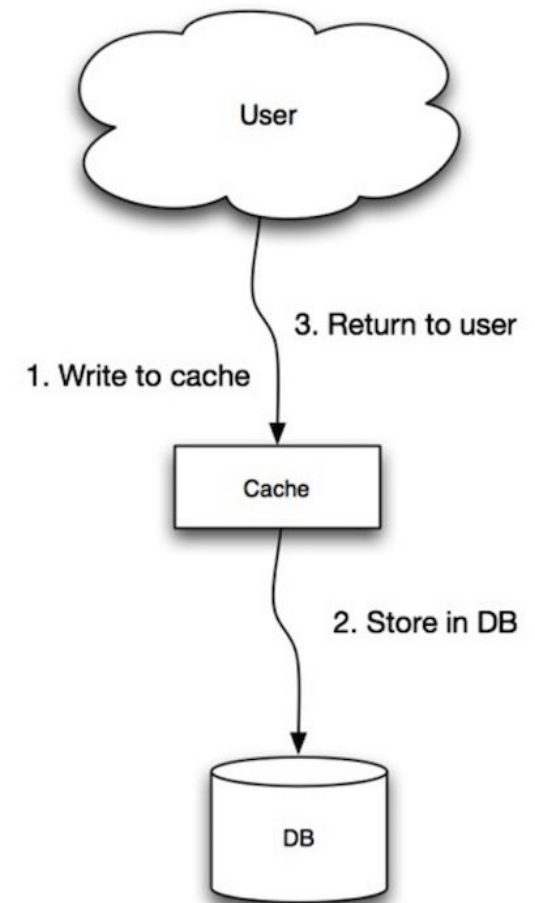 User
3. Return to user
1. Write to cache
Cache
2. Store in DB
DB